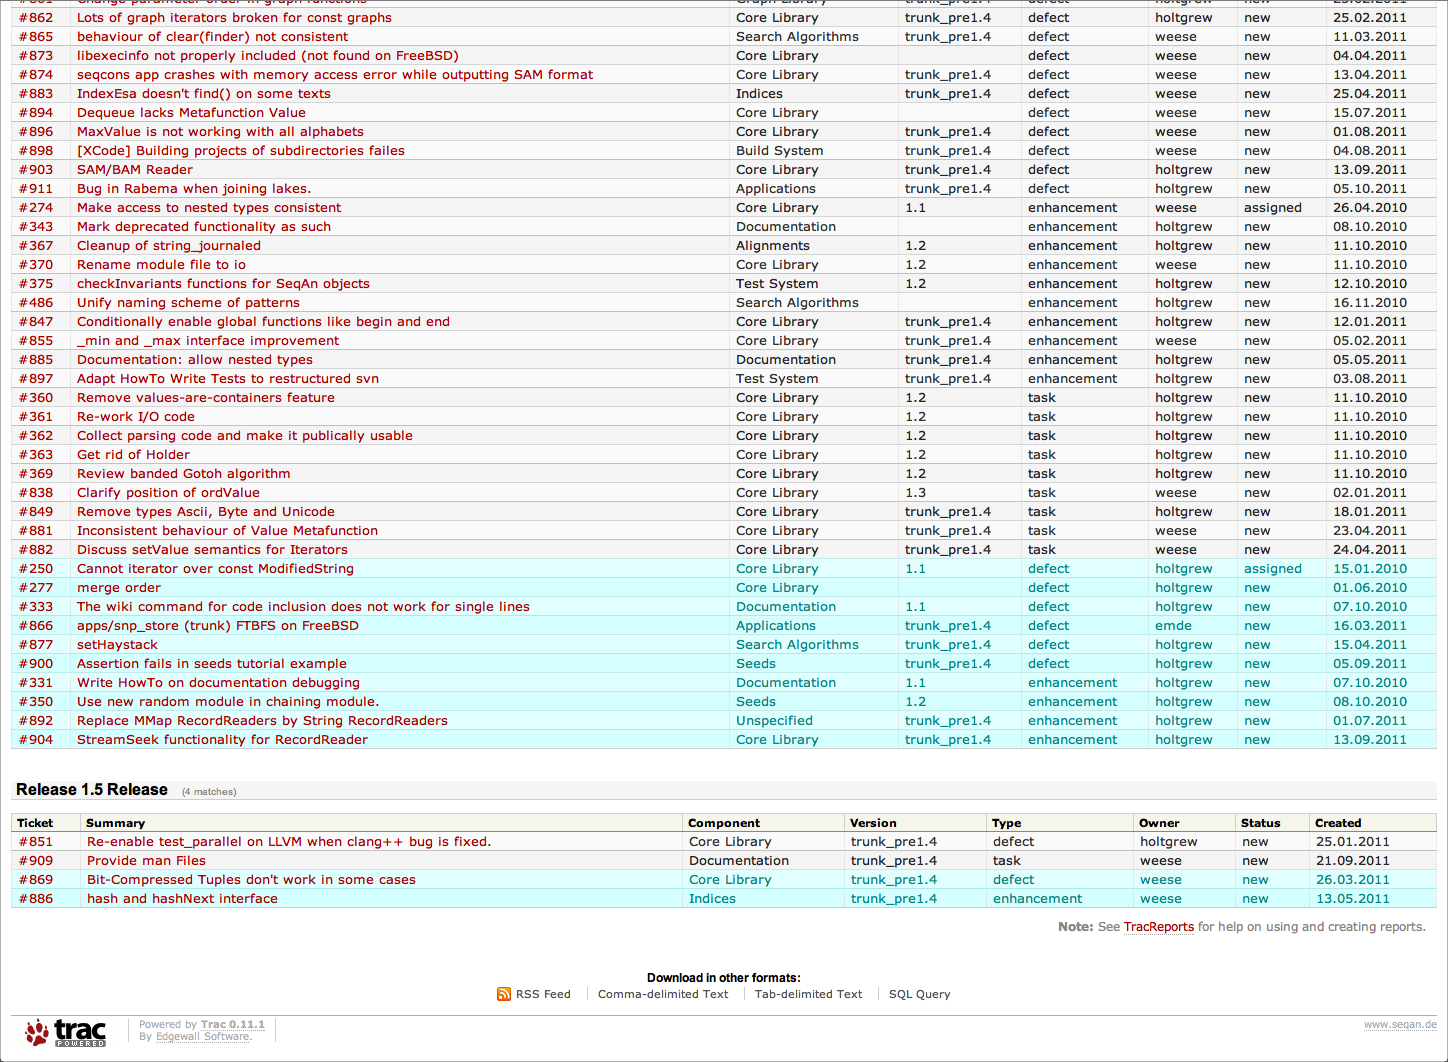 #861 Change parameter order in graph functions Graph Library trunk_pre1.4 defect holtgrew new 25.02.2011
#862 Lots of graph iterators broken for const graphs Core Library trunk_pre1.4 defect holtgrew new 25.02.2011
#865 behaviour of clear(finder) not consistent Search Algorithms trunk_pre1.4 defect weese new 11.03.2011
#873 libexecinfo not properly included (not found on FreeBSD) Core Library defect weese new 04.04.2011
#874 seqcons app crashes with memory access error while outputting SAM format Core Library trunk_pre1.4 defect weese new 13.04.2011
#883 IndexEsa doesn't find() on some texts Indices trunk_pre1.4 defect weese new 25.04.2011
#894 Dequeue lacks Metafunction Value Core Library defect weese new 15.07.2011
#896 MaxValue is not working with all alphabets Core Library trunk_pre1.4 defect weese new 01.08.2011
#898 [XCode] Building projects of subdirectories failes Build System trunk_pre1.4 defect weese new 04.08.2011
#903 SAM/BAM Reader Core Library trunk_pre1.4 defect holtgrew new 13.09.2011
#911 Bug in Rabema when joining lakes. Applications trunk_pre1.4 defect holtgrew new 05.10.2011
#274 Make access to nested types consistent Core Library 1.1 enhancement weese assigned 26.04.2010
#343 Mark deprecated functionality as such Documentation enhancement holtgrew new 08.10.2010
#367 Cleanup of string_journaled Alignments 1.2 enhancement holtgrew new 11.10.2010
#370 Rename module file to io Core Library 1.2 enhancement weese new 11.10.2010
#375 checkInvariants functions for SeqAn objects Test System 1.2 enhancement holtgrew new 12.10.2010
#486 Unify naming scheme of patterns Search Algorithms enhancement holtgrew new 16.11.2010
#847 Conditionally enable global functions like begin and end Core Library trunk_pre1.4 enhancement holtgrew new 12.01.2011
#855 _min and _max interface improvement Core Library trunk_pre1.4 enhancement weese new 05.02.2011
#885 Documentation: allow nested types Documentation trunk_pre1.4 enhancement holtgrew new 05.05.2011
#897 Adapt HowTo Write Tests to restructured svn Test System trunk_pre1.4 enhancement holtgrew new 03.08.2011
#360 Remove values-are-containers feature Core Library 1.2 task holtgrew new 11.10.2010
#361 Re-work I/O code Core Library 1.2 task holtgrew new 11.10.2010
#362 Collect parsing code and make it publically usable Core Library 1.2 task holtgrew new 11.10.2010
#363 Get rid of Holder Core Library 1.2 task holtgrew new 11.10.2010
#369 Review banded Gotoh algorithm Core Library 1.2 task holtgrew new 11.10.2010
#838 Clarify position of ordValue Core Library 1.3 task weese new 02.01.2011
#849 Remove types Ascii, Byte and Unicode Core Library trunk_pre1.4 task holtgrew new 18.01.2011
#881 Inconsistent behaviour of Value Metafunction Core Library trunk_pre1.4 task weese new 23.04.2011
#882 Discuss setValue semantics for Iterators Core Library trunk_pre1.4 task weese new 24.04.2011
#250 Cannot iterator over const ModifiedString Core Library 1.1 defect holtgrew assigned 15.01.2010
#277 merge order Core Library defect holtgrew new 01.06.2010
#333 The wiki command for code inclusion does not work for single lines Documentation 1.1 defect holtgrew new 07.10.2010
#866 apps/snp_store (trunk) FTBFS on FreeBSD Applications trunk_pre1.4 defect emde new 16.03.2011
#877 setHaystack Search Algorithms trunk_pre1.4 defect holtgrew new 15.04.2011
#900 Assertion fails in seeds tutorial example Seeds trunk_pre1.4 defect holtgrew new 05.09.2011
#331 Write HowTo on documentation debugging Documentation 1.1 enhancement holtgrew new 07.10.2010
#350 Use new random module in chaining module. Seeds 1.2 enhancement holtgrew new 08.10.2010
#892 Replace MMap RecordReaders by String RecordReaders Unspecified trunk_pre1.4 enhancement holtgrew new 01.07.2011
#904 StreamSeek functionality for RecordReader Core Library trunk_pre1.4 enhancement holtgrew new 13.09.2011
Release 1.5 Release (4 matches)
Ticket Summary Component Version Type Owner Status Created
#851 Re-enable test_parallel on LLVM when clang++ bug is fixed. Core Library trunk_pre1.4 defect holtgrew new 25.01.2011
#909 Provide man Files Documentation trunk_pre1.4 task weese new 21.09.2011
#869 Bit-Compressed Tuples don't work in some cases Core Library trunk_pre1.4 defect weese new 26.03.2011
#886 hash and hashNext interface Indices trunk_pre1.4 enhancement weese new 13.05.2011
Note: See TracReports for help on using and creating reports.
Download in other formats:
RSS Feed Comma-delimited Text Tab-delimited Text SQL Query
trac POWERED
Powered by Trac 0.11.1
By Edgewall Software.
www.seqan.de